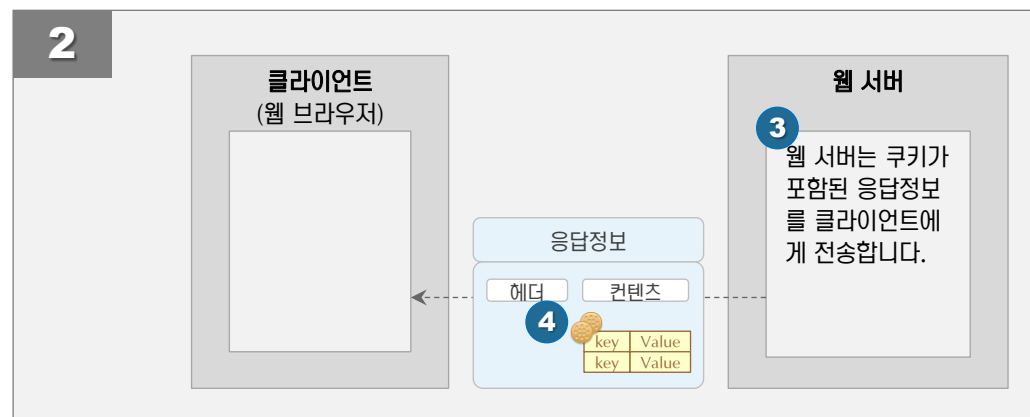 2
클라이언트
(웹 브라우저)
웹 서버
3
웹 서버는 쿠키가
포함된 응답정보
를 클라이언트에
게 전송합니다.
응답정보
헤더
컨텐츠
4
key Value
key Value